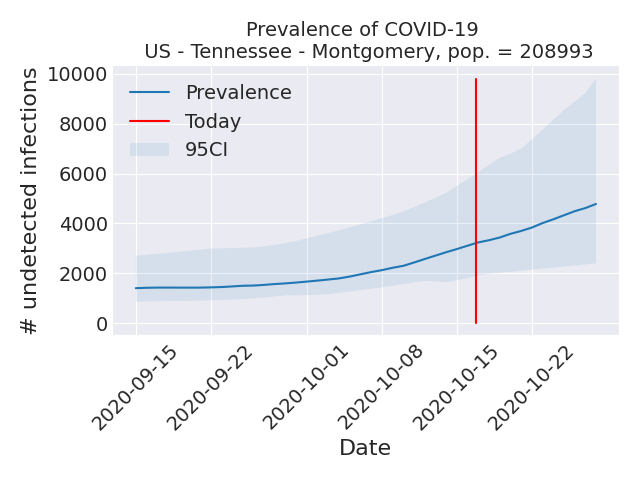 Prevalence of COVID-19
US - Tennessee - Montgomery, pop. = 208993
# undetected infections
10000
8000
6000
4000
2000
0
Prevalence
Today
95CI
2020-09-15
2020-09-22
2020-10-01
2020-10-08
2020-10-15
2020-10-22
Date